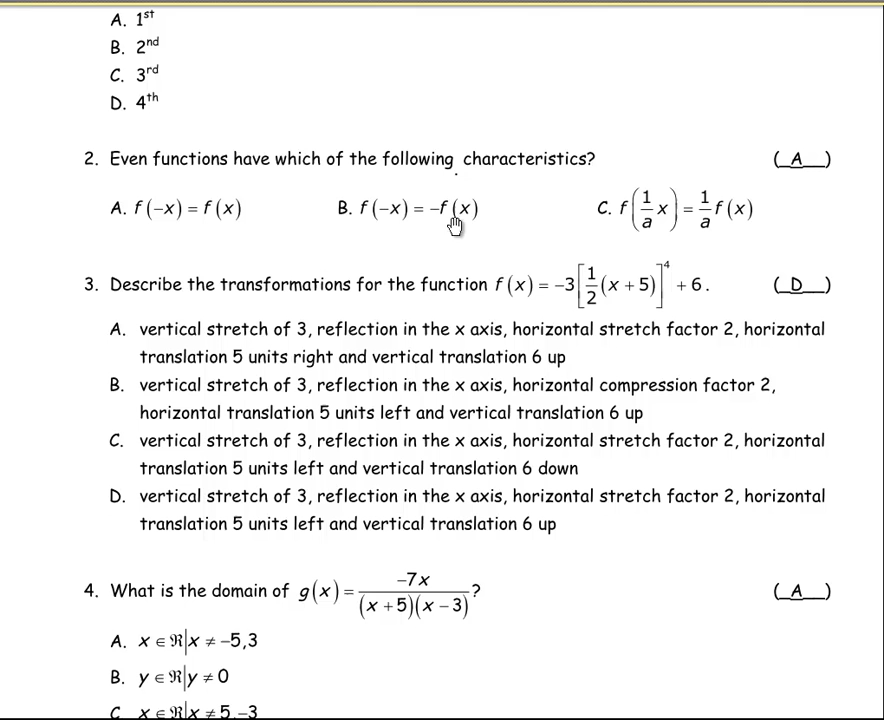 A. 1st
B. 2nd
C. 3rd
D. 4th
2. Even functions have which of the following characteristics? (_A__)
A. f(-x) = f(x) B. f(-x) = -f(x) C. f(1/a x) = 1/a f(x)
3. Describe the transformations for the function f(x) = -3[1/2(x + 5)]^4 + 6. (_D__)
A. vertical stretch of 3, reflection in the x axis, horizontal stretch factor 2, horizontal
translation 5 units right and vertical translation 6 up
B. vertical stretch of 3, reflection in the x axis, horizontal compression factor 2,
horizontal translation 5 units left and vertical translation 6 up
C. vertical stretch of 3, reflection in the x axis, horizontal stretch factor 2, horizontal
translation 5 units left and vertical translation 6 down
D. vertical stretch of 3, reflection in the x axis, horizontal stretch factor 2, horizontal
translation 5 units left and vertical translation 6 up
4. What is the domain of g(x) = -7x/((x + 5)(x - 3))? (_A__)
A. x ∈ ℜ|x ≠ -5,3
B. y ∈ ℜ|y ≠ 0
C x ∈ ℜ|x ≠ 5,-3